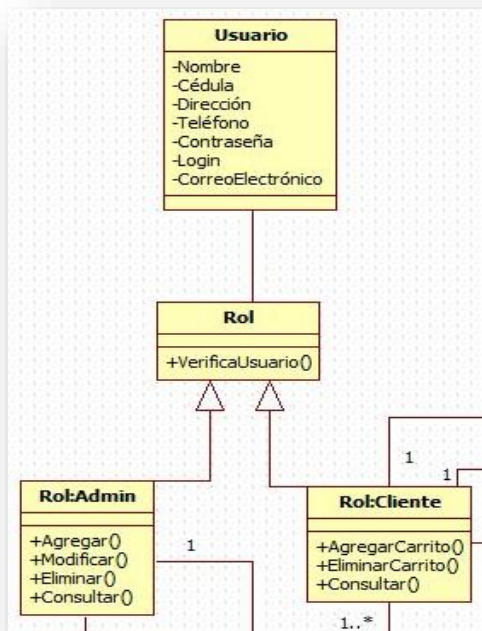 Usuario
-Nombre
-Cédula
-Dirección
-Teléfono
-Contraseña
-Login
-CorreoElectrónico
Rol
+VerificaUsuario()
Rol:Admin
+Agregar()
+Modificar()
+Eliminar()
+Consultar()
1
1
1
Rol:Cliente
+AgregarCarrito()
+EliminarCarrito()
+Consultar()
1..*